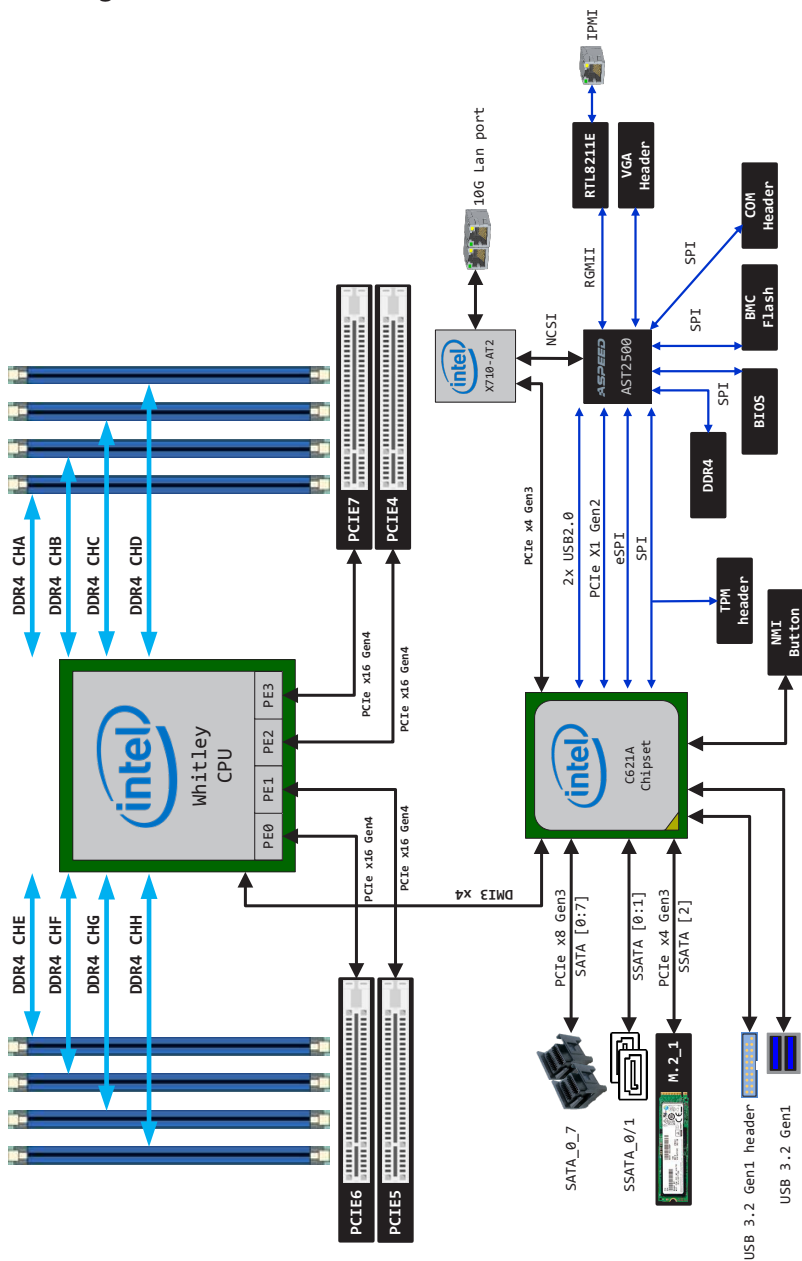 DDR4 CHE
DDR4 CHF
DDR4 CHG
DDR4 CHH
DDR4 CHA
DDR4 CHB
DDR4 CHC
DDR4 CHD
intel
Whitley
CPU
PE0
PE1
PE2
PE3
PCIe x16 Gen4
PCIe x16 Gen4
PCIe x16 Gen4
PCIe x16 Gen4
PCIE6
PCIE5
PCIE7
PCIE4
DMI3 x4
10G Lan port
intel
X710-AT2
NCSI
PCIe x4 Gen3
IPMI
RTL8211E
VGA
Header
RGMII
ASPEED
AST2500
SPI
COM
Header
SPI
BMC
Flash
SPI
BIOS
DDR4
2x USB2.0
PCIe X1 Gen2
eSPI
SPI
TPM
header
NMI
Button
intel
C621A
Chipset
PCIe x8 Gen3
SATA [0:7]
SSATA [0:1]
PCIe x4 Gen3
SSATA [2]
SATA_0_7
SSATA_0/1
M.2_1
USB 3.2 Gen1 header
USB 3.2 Gen1